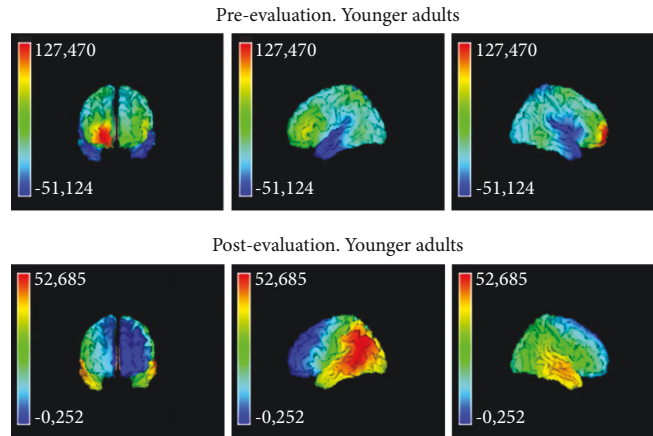 Pre-evaluation. Younger adults
127,470 127,470 127,470
-51,124 -51,124 -51,124
Post-evaluation. Younger adults
52,685 52,685 52,685
-0,252 -0,252 -0,252